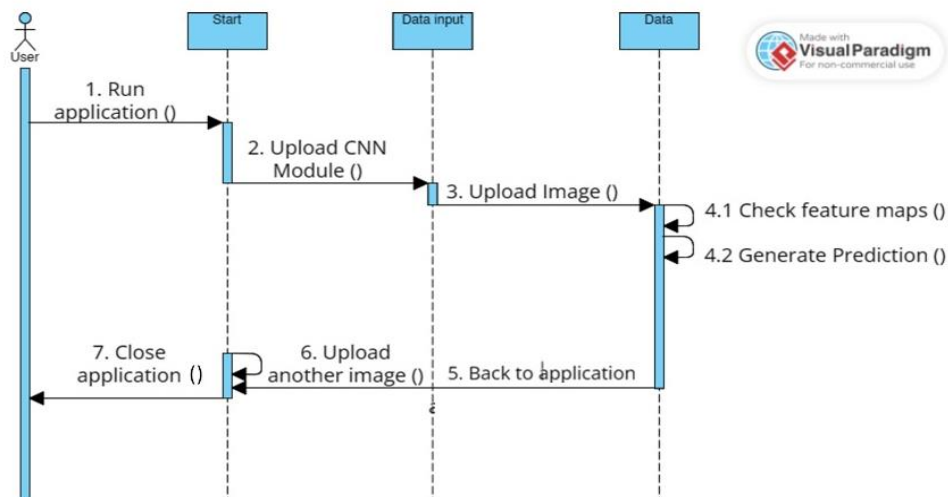 Start
Data input
Data
User
Made with
Visual Paradigm
For non-commercial use
1. Run
application ()
2. Upload CNN
Module ()
3. Upload Image ()
4.1 Check feature maps ()
4.2 Generate Prediction ()
7. Close
application ()
6. Upload
another image ()
5. Back to application